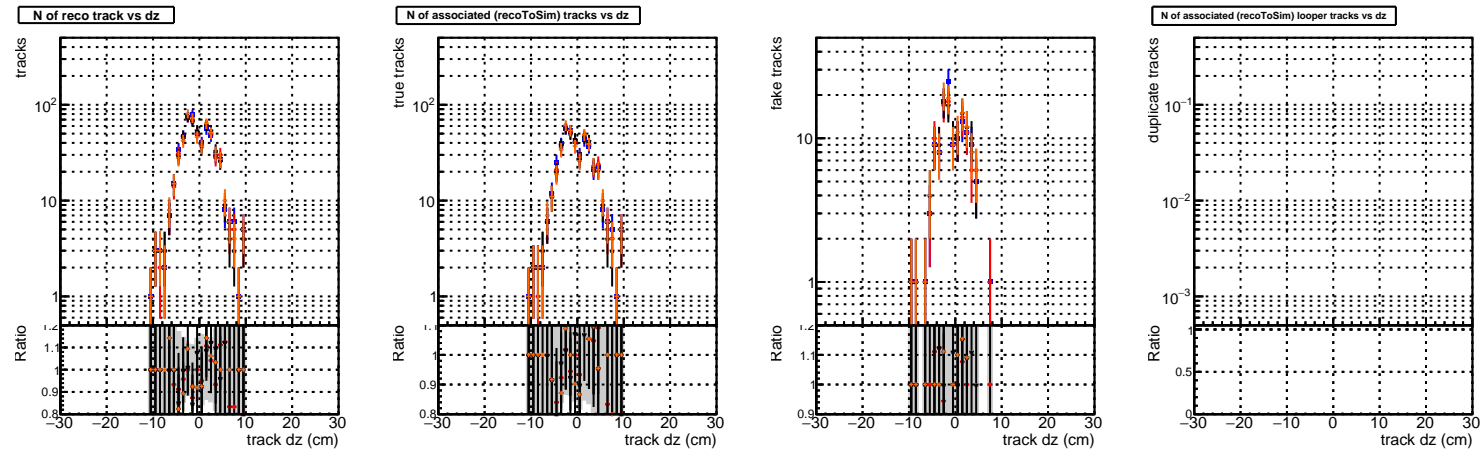 N of reco track vs dz
tracks
10²
10
1
Ratio
1.2
1.1
1
0.9
0.8
−30 −20 −10 0 10 20 30
track dz (cm)
N of associated (recoToSim) tracks vs dz
true tracks
10²
10
1
Ratio
1
0.9
−30 −20 −10 0 10 20 30
track dz (cm)
fake tracks
10
1
Ratio
1.2
1.1
1
0.9
−30 −20 −10 0 10 20 30
track dz (cm)
N of associated (recoToSim) looper tracks vs dz
duplicate tracks
10⁻¹
10⁻²
10⁻³
Ratio
1
0.5
0
−30 −20 −10 0 10 20 30
track dz (cm)